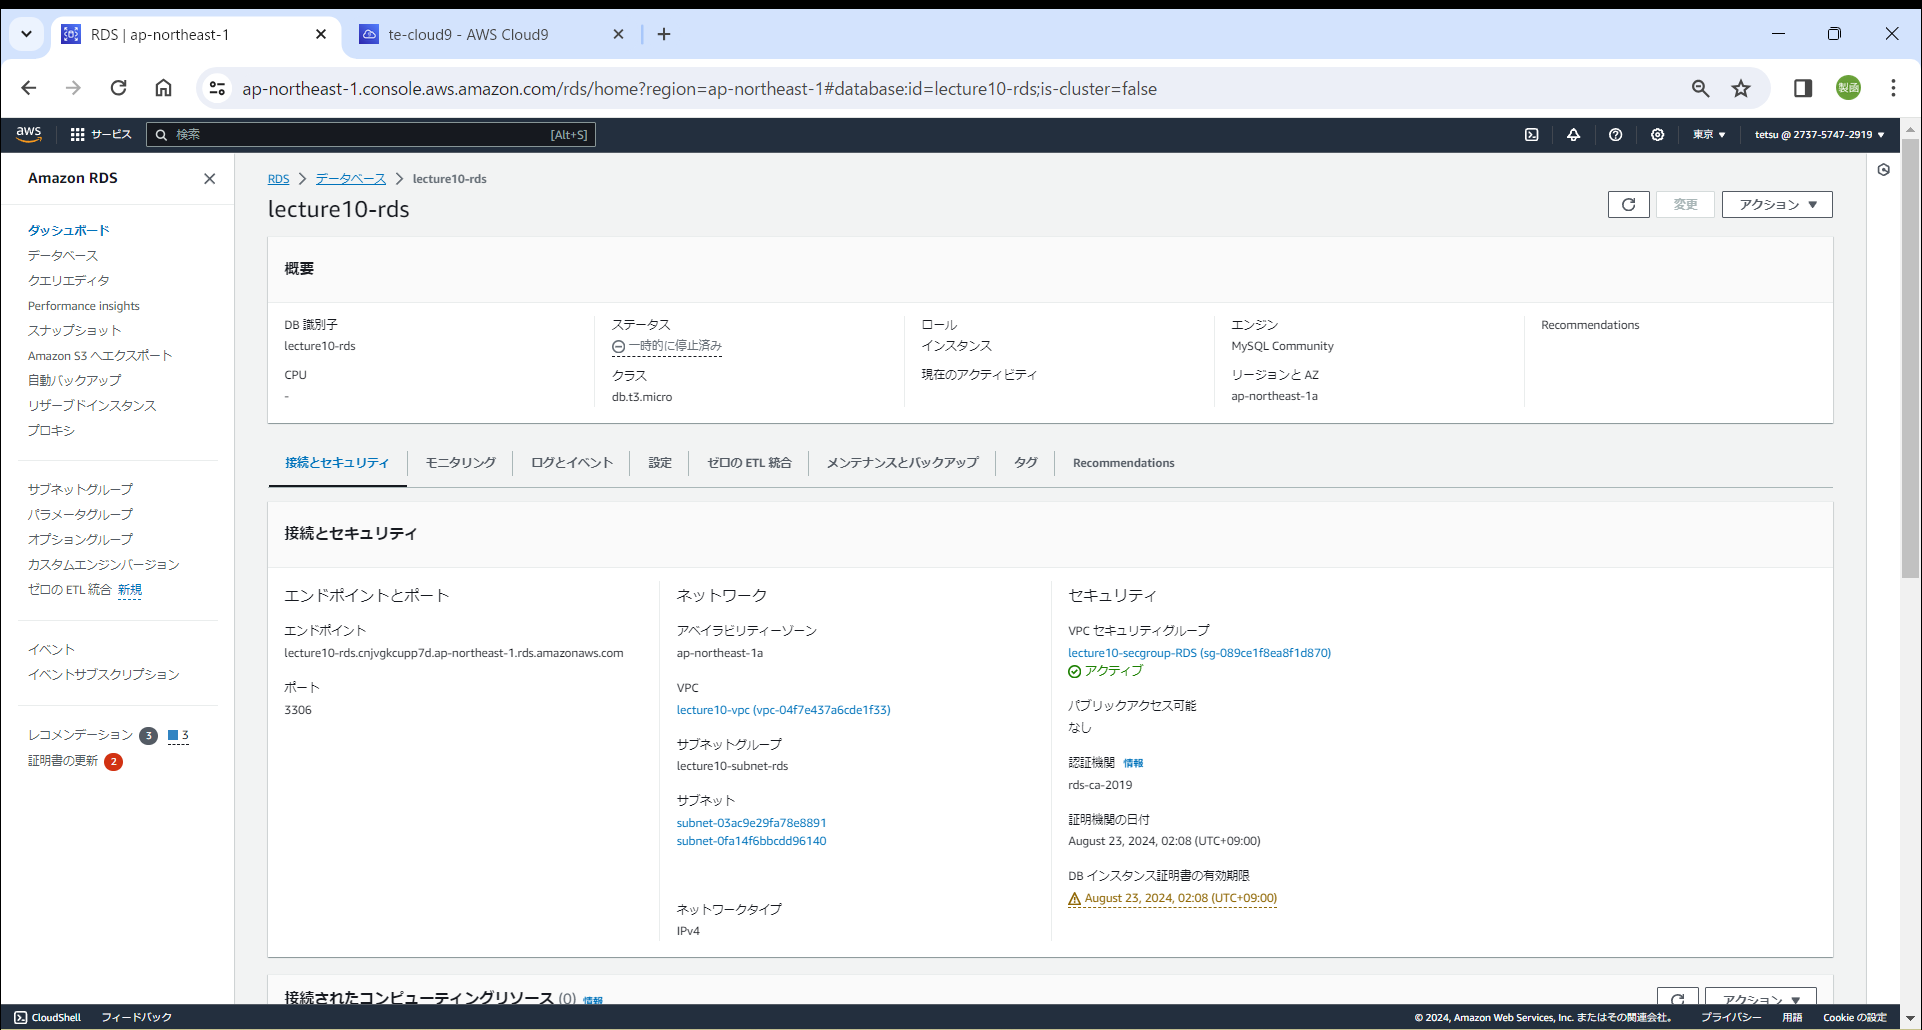 RDS | ap-northeast-1
te-cloud9 - AWS Cloud9
ap-northeast-1.console.aws.amazon.com/rds/home?region=ap-northeast-1#database:id=lecture10-rds;is-cluster=false
製函
aws
サービス
検索
[Alt+S]
東京 ▼
tetsu @ 2737-5747-2919 ▼
Amazon RDS
ダッシュボード
データベース
クエリエディタ
Performance insights
スナップショット
Amazon S3 へエクスポート
自動バックアップ
リザーブドインスタンス
プロキシ
サブネットグループ
パラメータグループ
オプショングループ
カスタムエンジンバージョン
ゼロの ETL 統合 新規
イベント
イベントサブスクリプション
レコメンデーション 3 3
証明書の更新 2
RDS > データベース > lecture10-rds
lecture10-rds
変更
アクション ▼
概要
DB 識別子
lecture10-rds
CPU
-
ステータス
一時的に停止済み
クラス
db.t3.micro
ロール
インスタンス
現在のアクティビティ
エンジン
MySQL Community
リージョンと AZ
ap-northeast-1a
Recommendations
接続とセキュリティ
モニタリング
ログとイベント
設定
ゼロの ETL 統合
メンテナンスとバックアップ
タグ
Recommendations
接続とセキュリティ
エンドポイントとポート
エンドポイント
lecture10-rds.cnjvgkcupp7d.ap-northeast-1.rds.amazonaws.com
ポート
3306
ネットワーク
アベイラビリティーゾーン
ap-northeast-1a
VPC
lecture10-vpc (vpc-04f7e437a6cde1f33)
サブネットグループ
lecture10-subnet-rds
サブネット
subnet-03ac9e29fa78e8891
subnet-0fa14f6bbcdd96140
ネットワークタイプ
IPv4
セキュリティ
VPC セキュリティグループ
lecture10-secgroup-RDS (sg-089ce1f8ea8f1d870)
アクティブ
パブリックアクセス可能
なし
認証機関 情報
rds-ca-2019
証明機関の日付
August 23, 2024, 02:08 (UTC+09:00)
DB インスタンス証明書の有効期限
August 23, 2024, 02:08 (UTC+09:00)
接続されたコンピューティングリソース (0) 情報
アクション ▼
CloudShell
フィードバック
© 2024, Amazon Web Services, Inc. またはその関連会社。
プライバシー
用語
Cookie の設定